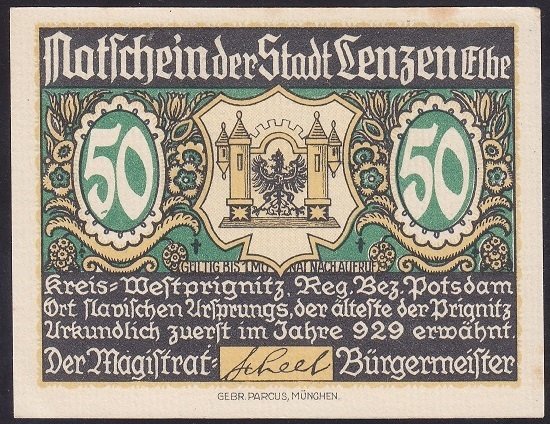 Notſchein der Stadt Lenzen Elbe
50 50
GÜLTIG BIS 1 MONAT NACH AUFRUF
Kreis-Weſtprignitz, Reg. Bez. Potsdam
Ort ſlaviſchen Urſprungs, der älteſte der Prignitz
Urkundlich zuerſt im Jahre 929 erwähnt.
Der Magiſtrat: Scheel Bürgermeiſter
GEBR. PARCUS, MÜNCHEN.